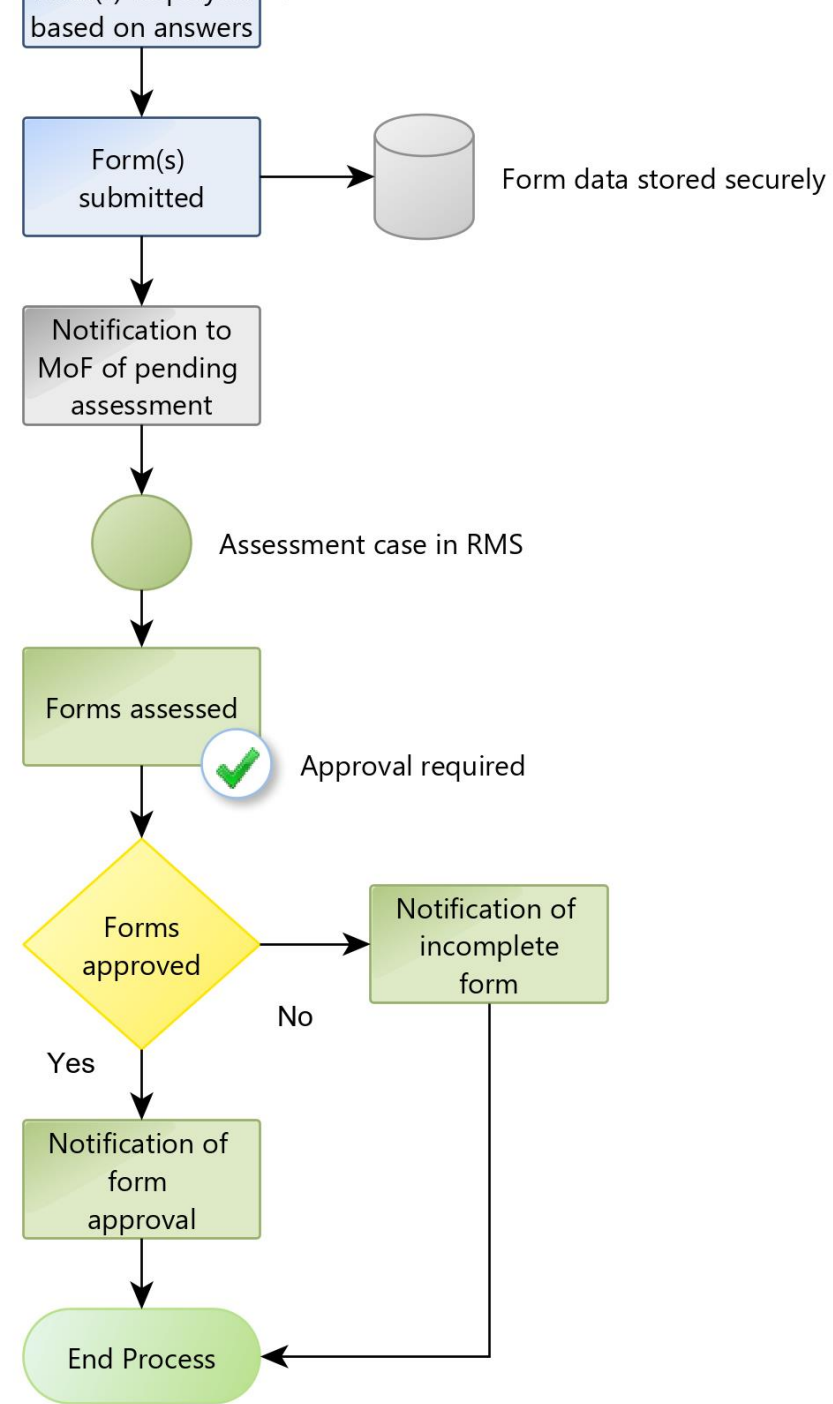 based on answers
Form(s)
submitted
Form data stored securely
Notification to
MoF of pending
assessment
Assessment case in RMS
Forms assessed
Approval required
Forms
approved
Notification of
incomplete
form
No
Yes
Notification of
form
approval
End Process